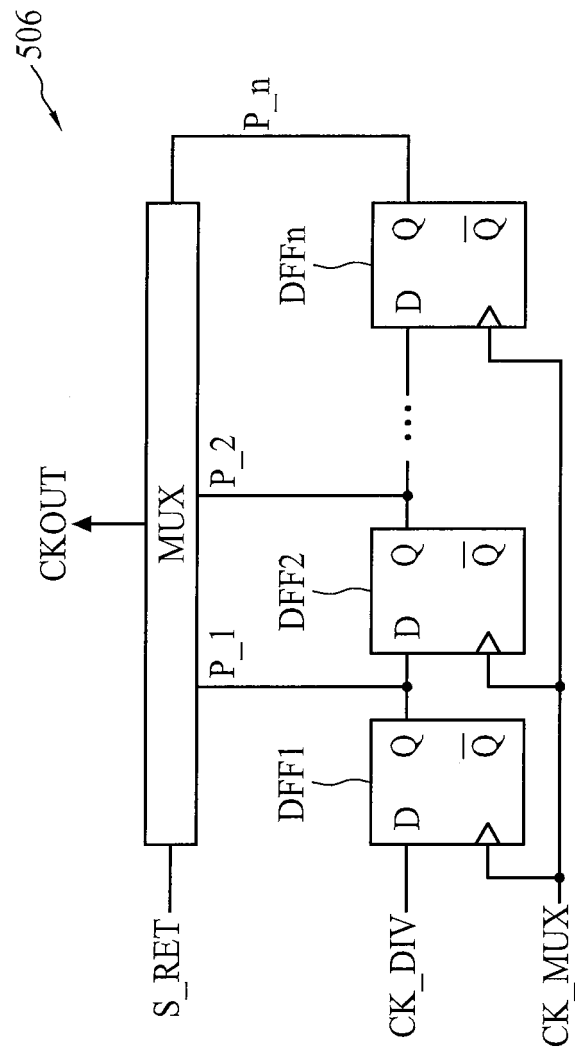 506
CKOUT
S_RET
MUX
P_1
P_2
P_n
DFF1
DFF2
DFFn
CK_DIV
D Q
Q̅
D Q
Q̅
...
D Q
Q̅
CK_MUX